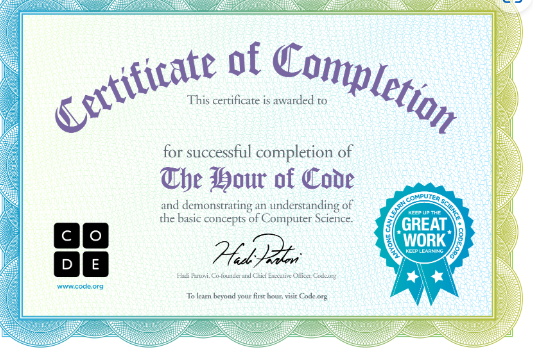 Certificate of Completion
This certificate is awarded to
for successful completion of
The Hour of Code
and demonstrating an understanding of
the basic concepts of Computer Science.
C O
D E
www.code.org
Hadi Partovi
Hadi Partovi, Co-founder and Chief Executive Officer, Code.org
To learn beyond your first hour, visit Code.org
ANYONE CAN LEARN COMPUTER SCIENCE • CODE.ORG •
KEEP UP THE
GREAT
WORK
KEEP LEARNING